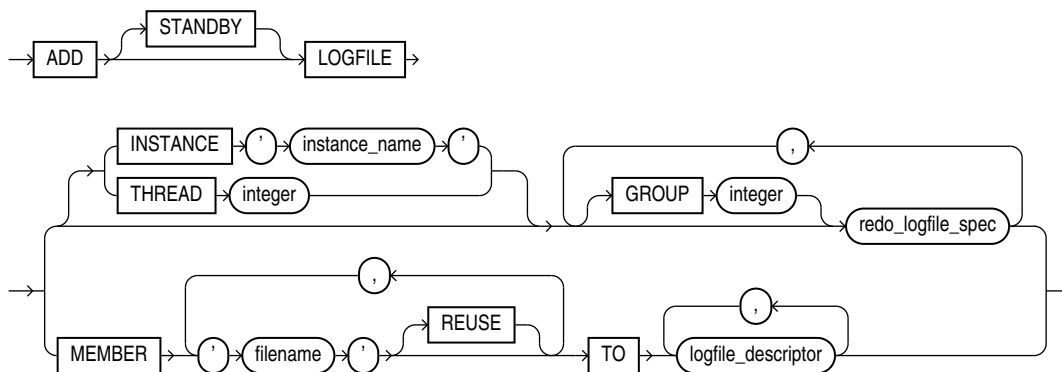 STANDBY
ADD LOGFILE
,
INSTANCE ' instance_name '
THREAD integer
GROUP integer
redo_logfile_spec
, ,
REUSE
MEMBER ' filename ' TO logfile_descriptor